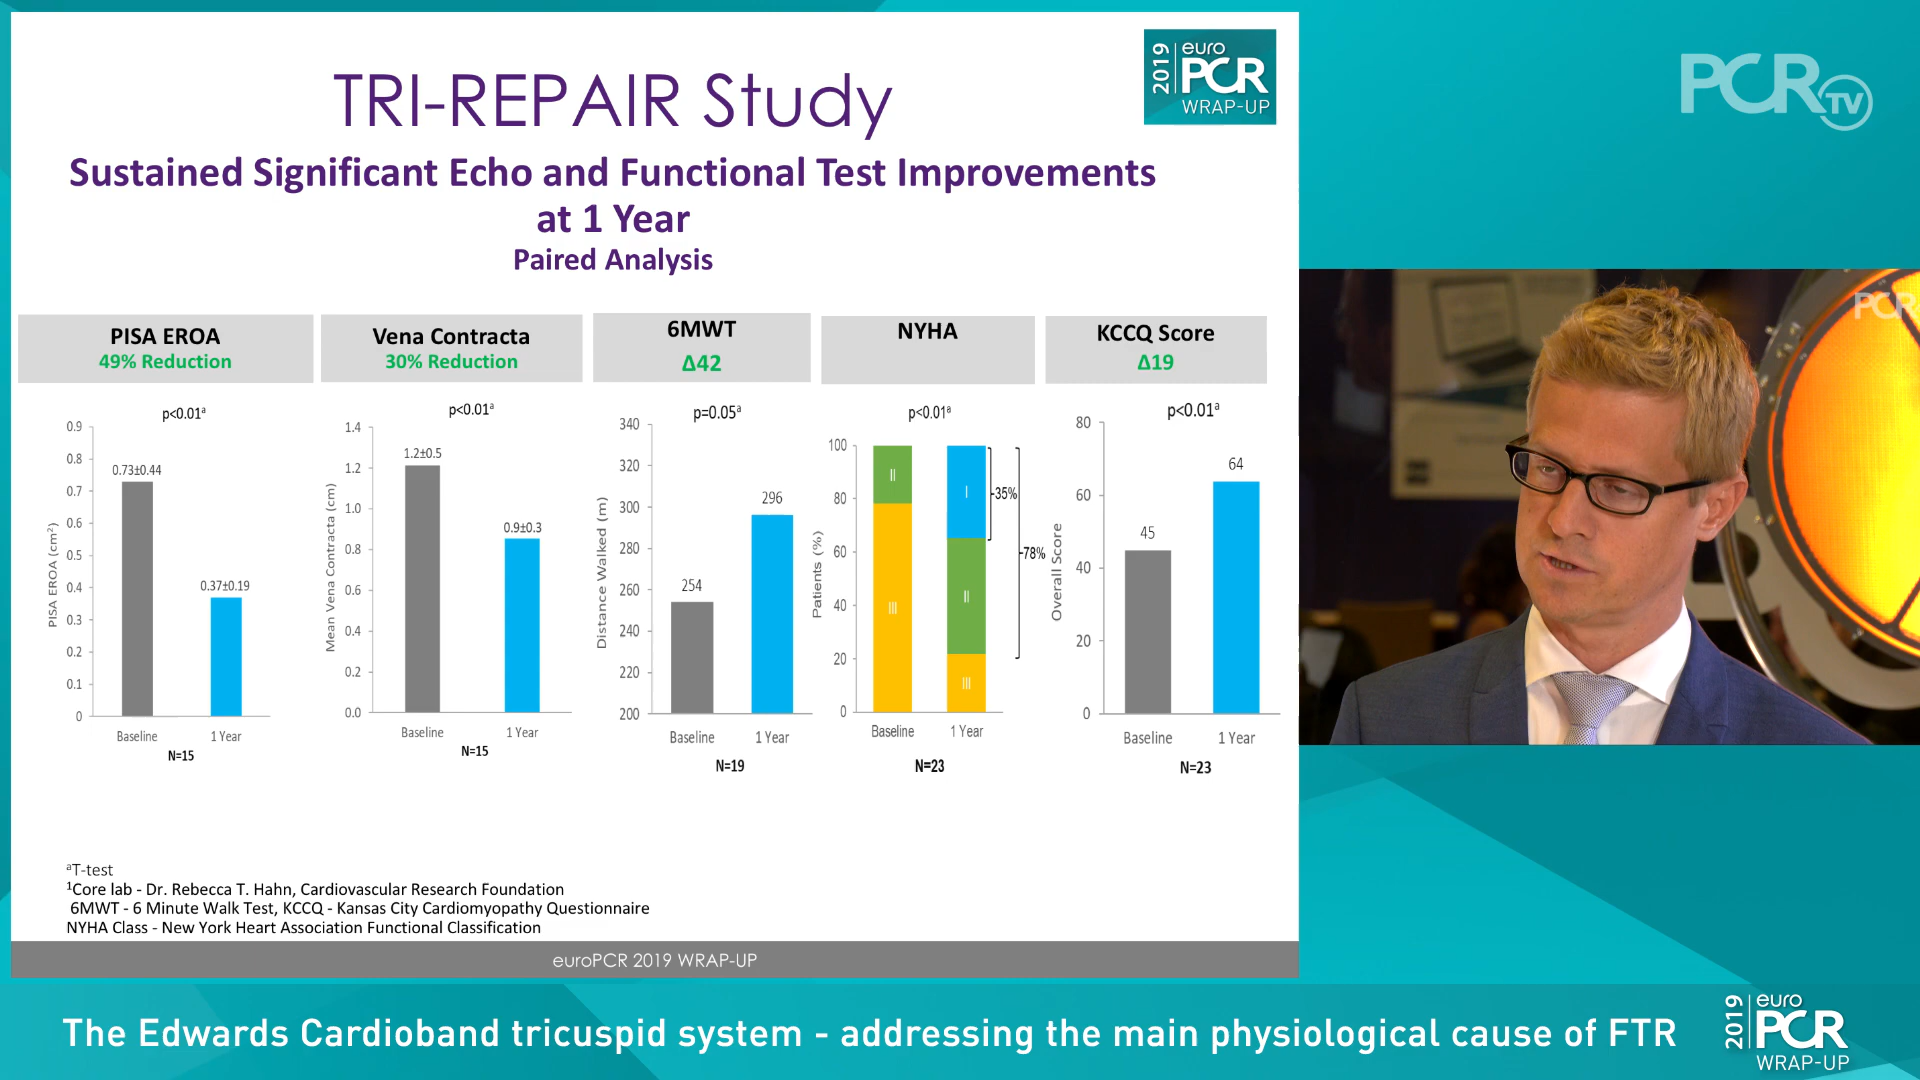 TRI-REPAIR Study
2019 euro PCR WRAP-UP
PCR TV
Sustained Significant Echo and Functional Test Improvements
at 1 Year
Paired Analysis
PISA EROA
49% Reduction
p<0.01ᵃ
PISA EROA (cm²)
0.9
0.8
0.7
0.6
0.5
0.4
0.3
0.2
0.1
0
0.73±0.44
0.37±0.19
Baseline
1 Year
N=15
Vena Contracta
30% Reduction
p<0.01ᵃ
Mean Vena Contracta (cm)
1.4
1.2
1.0
0.8
0.6
0.4
0.2
0.0
1.2±0.5
0.9±0.3
Baseline
1 Year
N=15
6MWT
Δ42
p=0.05ᵃ
Distance Walked (m)
340
320
300
280
260
240
220
200
254
296
Baseline
1 Year
N=19
NYHA
p<0.01ᵃ
Patients (%)
100
80
60
40
20
0
II
III
I
II
III
35%
78%
Baseline
1 Year
N=23
KCCQ Score
Δ19
p<0.01ᵃ
Overall Score
80
60
40
20
0
45
64
Baseline
1 Year
N=23
PCR
ᵃT-test
¹Core lab - Dr. Rebecca T. Hahn, Cardiovascular Research Foundation
6MWT - 6 Minute Walk Test, KCCQ - Kansas City Cardiomyopathy Questionnaire
NYHA Class - New York Heart Association Functional Classification
euroPCR 2019 WRAP-UP
The Edwards Cardioband tricuspid system - addressing the main physiological cause of FTR
2019 euro PCR WRAP-UP